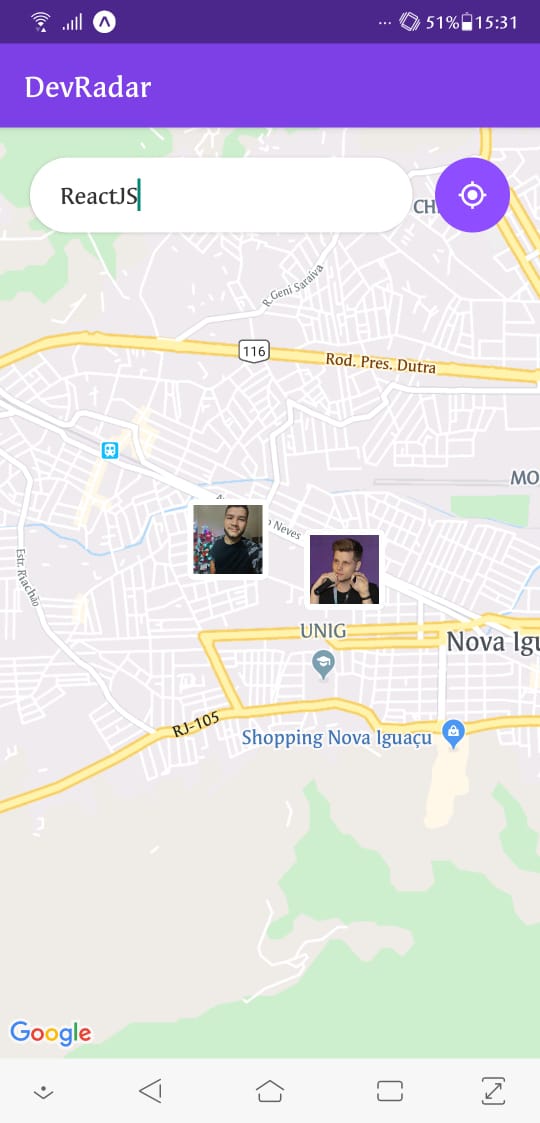 51% 15:31
DevRadar
ReactJS
CH
R. Geni Saraiva
116
Rod. Pres. Dutra
MO
Neves
Estr. Riachão
UNIG
Nova Igu
RJ-105
Shopping Nova Iguaçu
Google